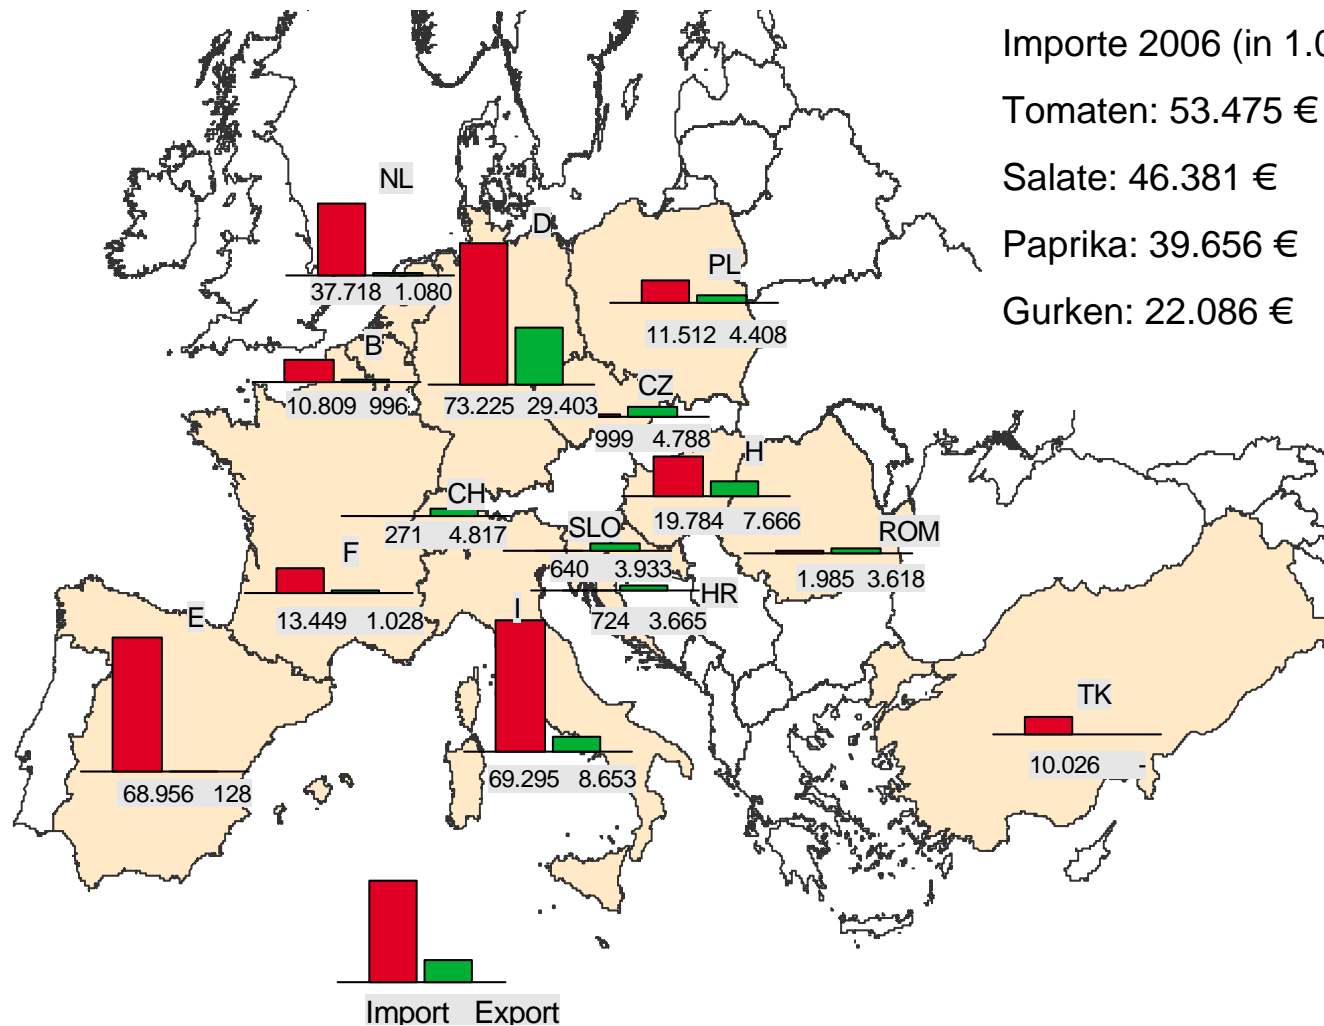 Importe 2006 (in 1.0
Tomaten: 53.475 €
Salate: 46.381 €
Paprika: 39.656 €
Gurken: 22.086 €
NL
37.718 1.080
D
73.225 29.403
PL
11.512 4.408
B
10.809 996
CZ
999 4.788
H
19.784 7.666
CH
271 4.817
SLO
640 3.933
ROM
1.985 3.618
HR
724 3.665
F
13.449 1.028
E
68.956 128
I
69.295 8.653
TK
10.026 -
Import Export